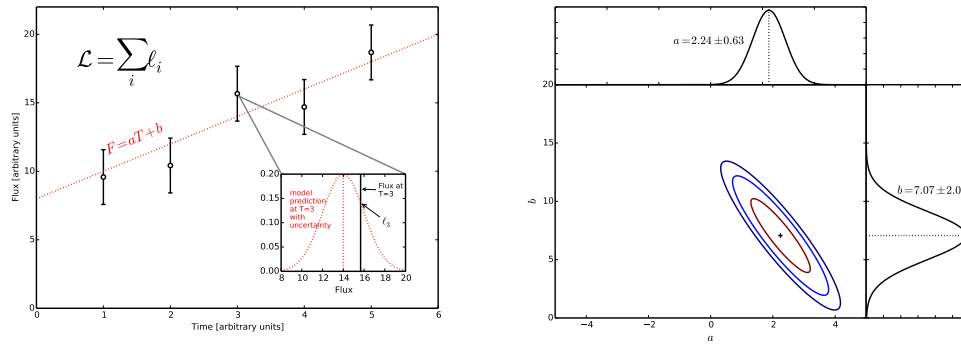 22
20
15
10
5
0
0 1 2 3 4 5 6
Flux [arbitrary units]
Time [arbitrary units]
ℒ=∑ℓ_i
i
F=aT+b
0.20
0.15
0.10
0.05
0.00
8 10 12 14 16 18 20
Flux
model
prediction
at T=3
with
uncertainty
Flux at
T=3
ℓ_3
a=2.24±0.63
20
15
10
5
0
b
−4 −2 0 2 4
a
b=7.07±2.0